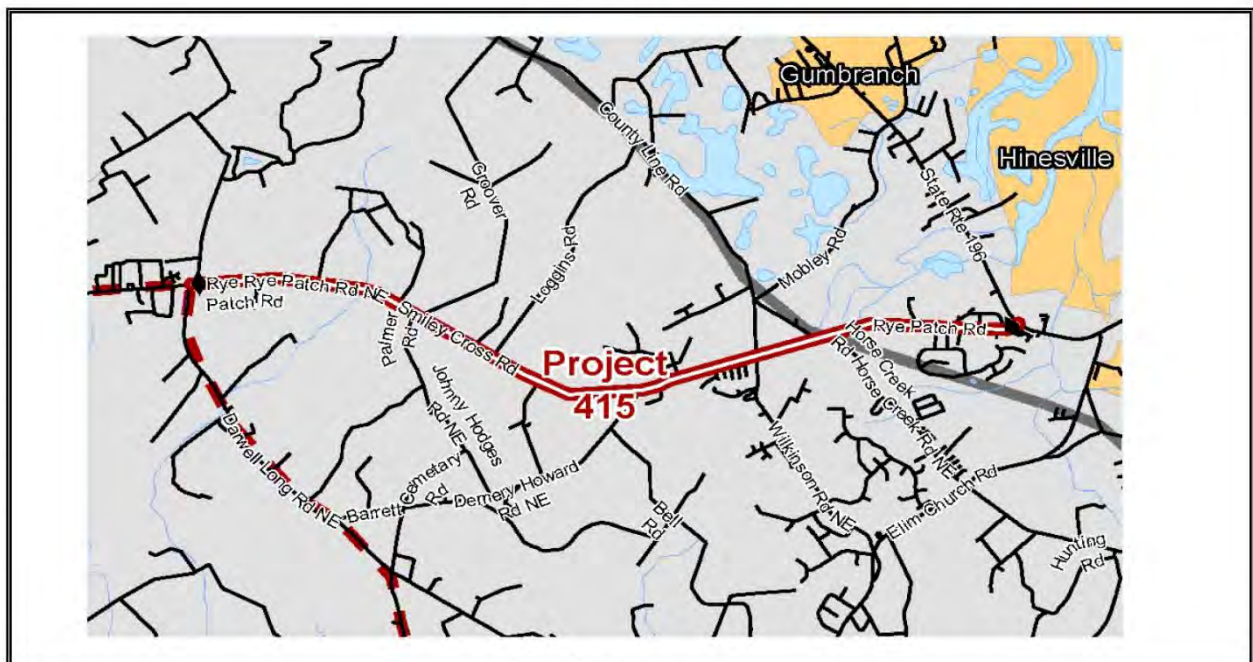 Gumbranch
Hinesville
County Line Rd
State Rte 196
Groover
Rd
Loggins Rd
Mobley Rd
Rye Rye Patch Rd NE
Patch Rd
Smiley Cross Rd
Palmer
Rd
Rye Patch Rd
Project
415
Horse Creek
Rd Horse Creek Rd NE
Johnny Hodges
Rd NE
Wilkinson Rd NE
Darwell Long Rd NE
Cemetary
Rd
Barrett
Demery Howard
Rd NE
Bell
Rd
Elim Church Rd
Hunting
Rd